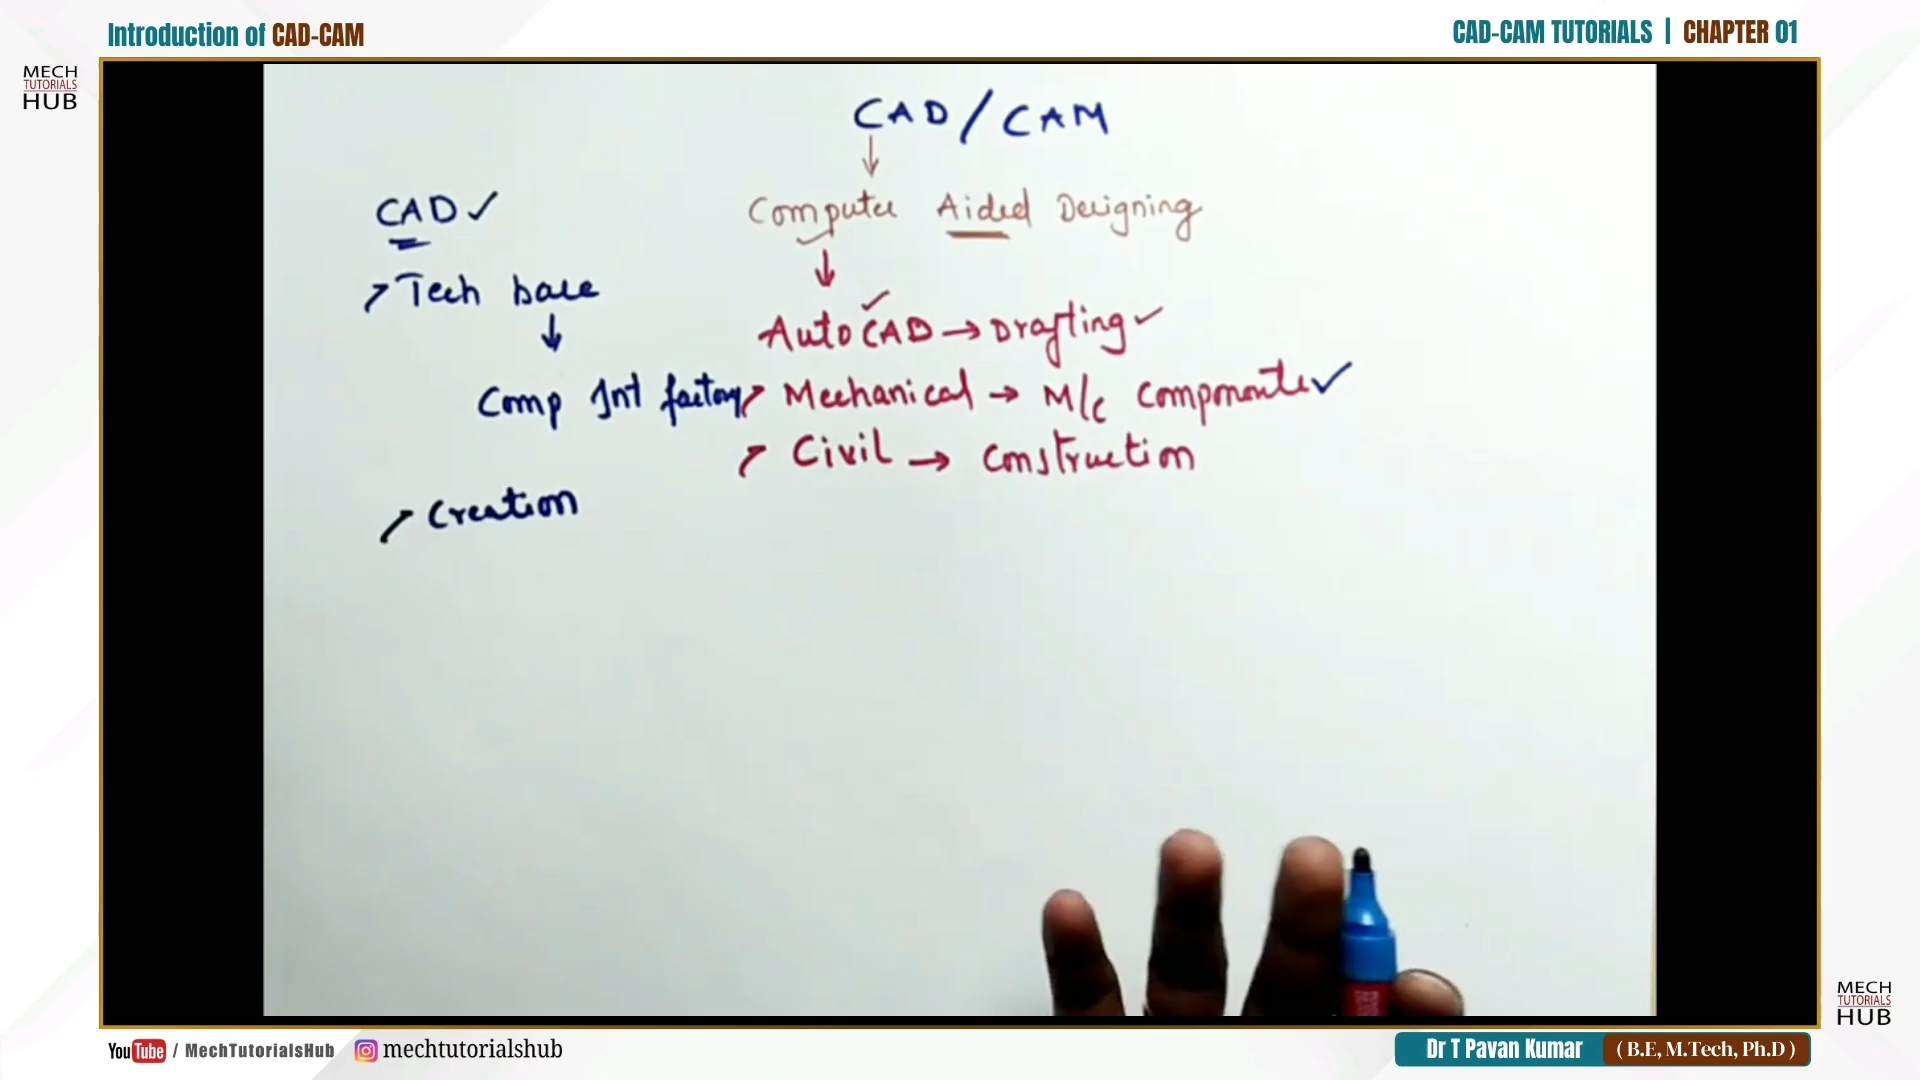 Introduction of CAD-CAM
CAD-CAM TUTORIALS | CHAPTER 01
MECH
TUTORIALS
HUB
CAD/CAM
CAD✓
Computer Aided Designing
↗Tech base
↓
AutoCAD→Drafting✓
Comp Int factory
↗ Mechanical → M/c Components✓
↗ Civil → Construction
↗ Creation
MECH
TUTORIALS
HUB
YouTube / MechTutorialsHub
mechtutorialshub
Dr T Pavan Kumar (B.E, M.Tech, Ph.D)